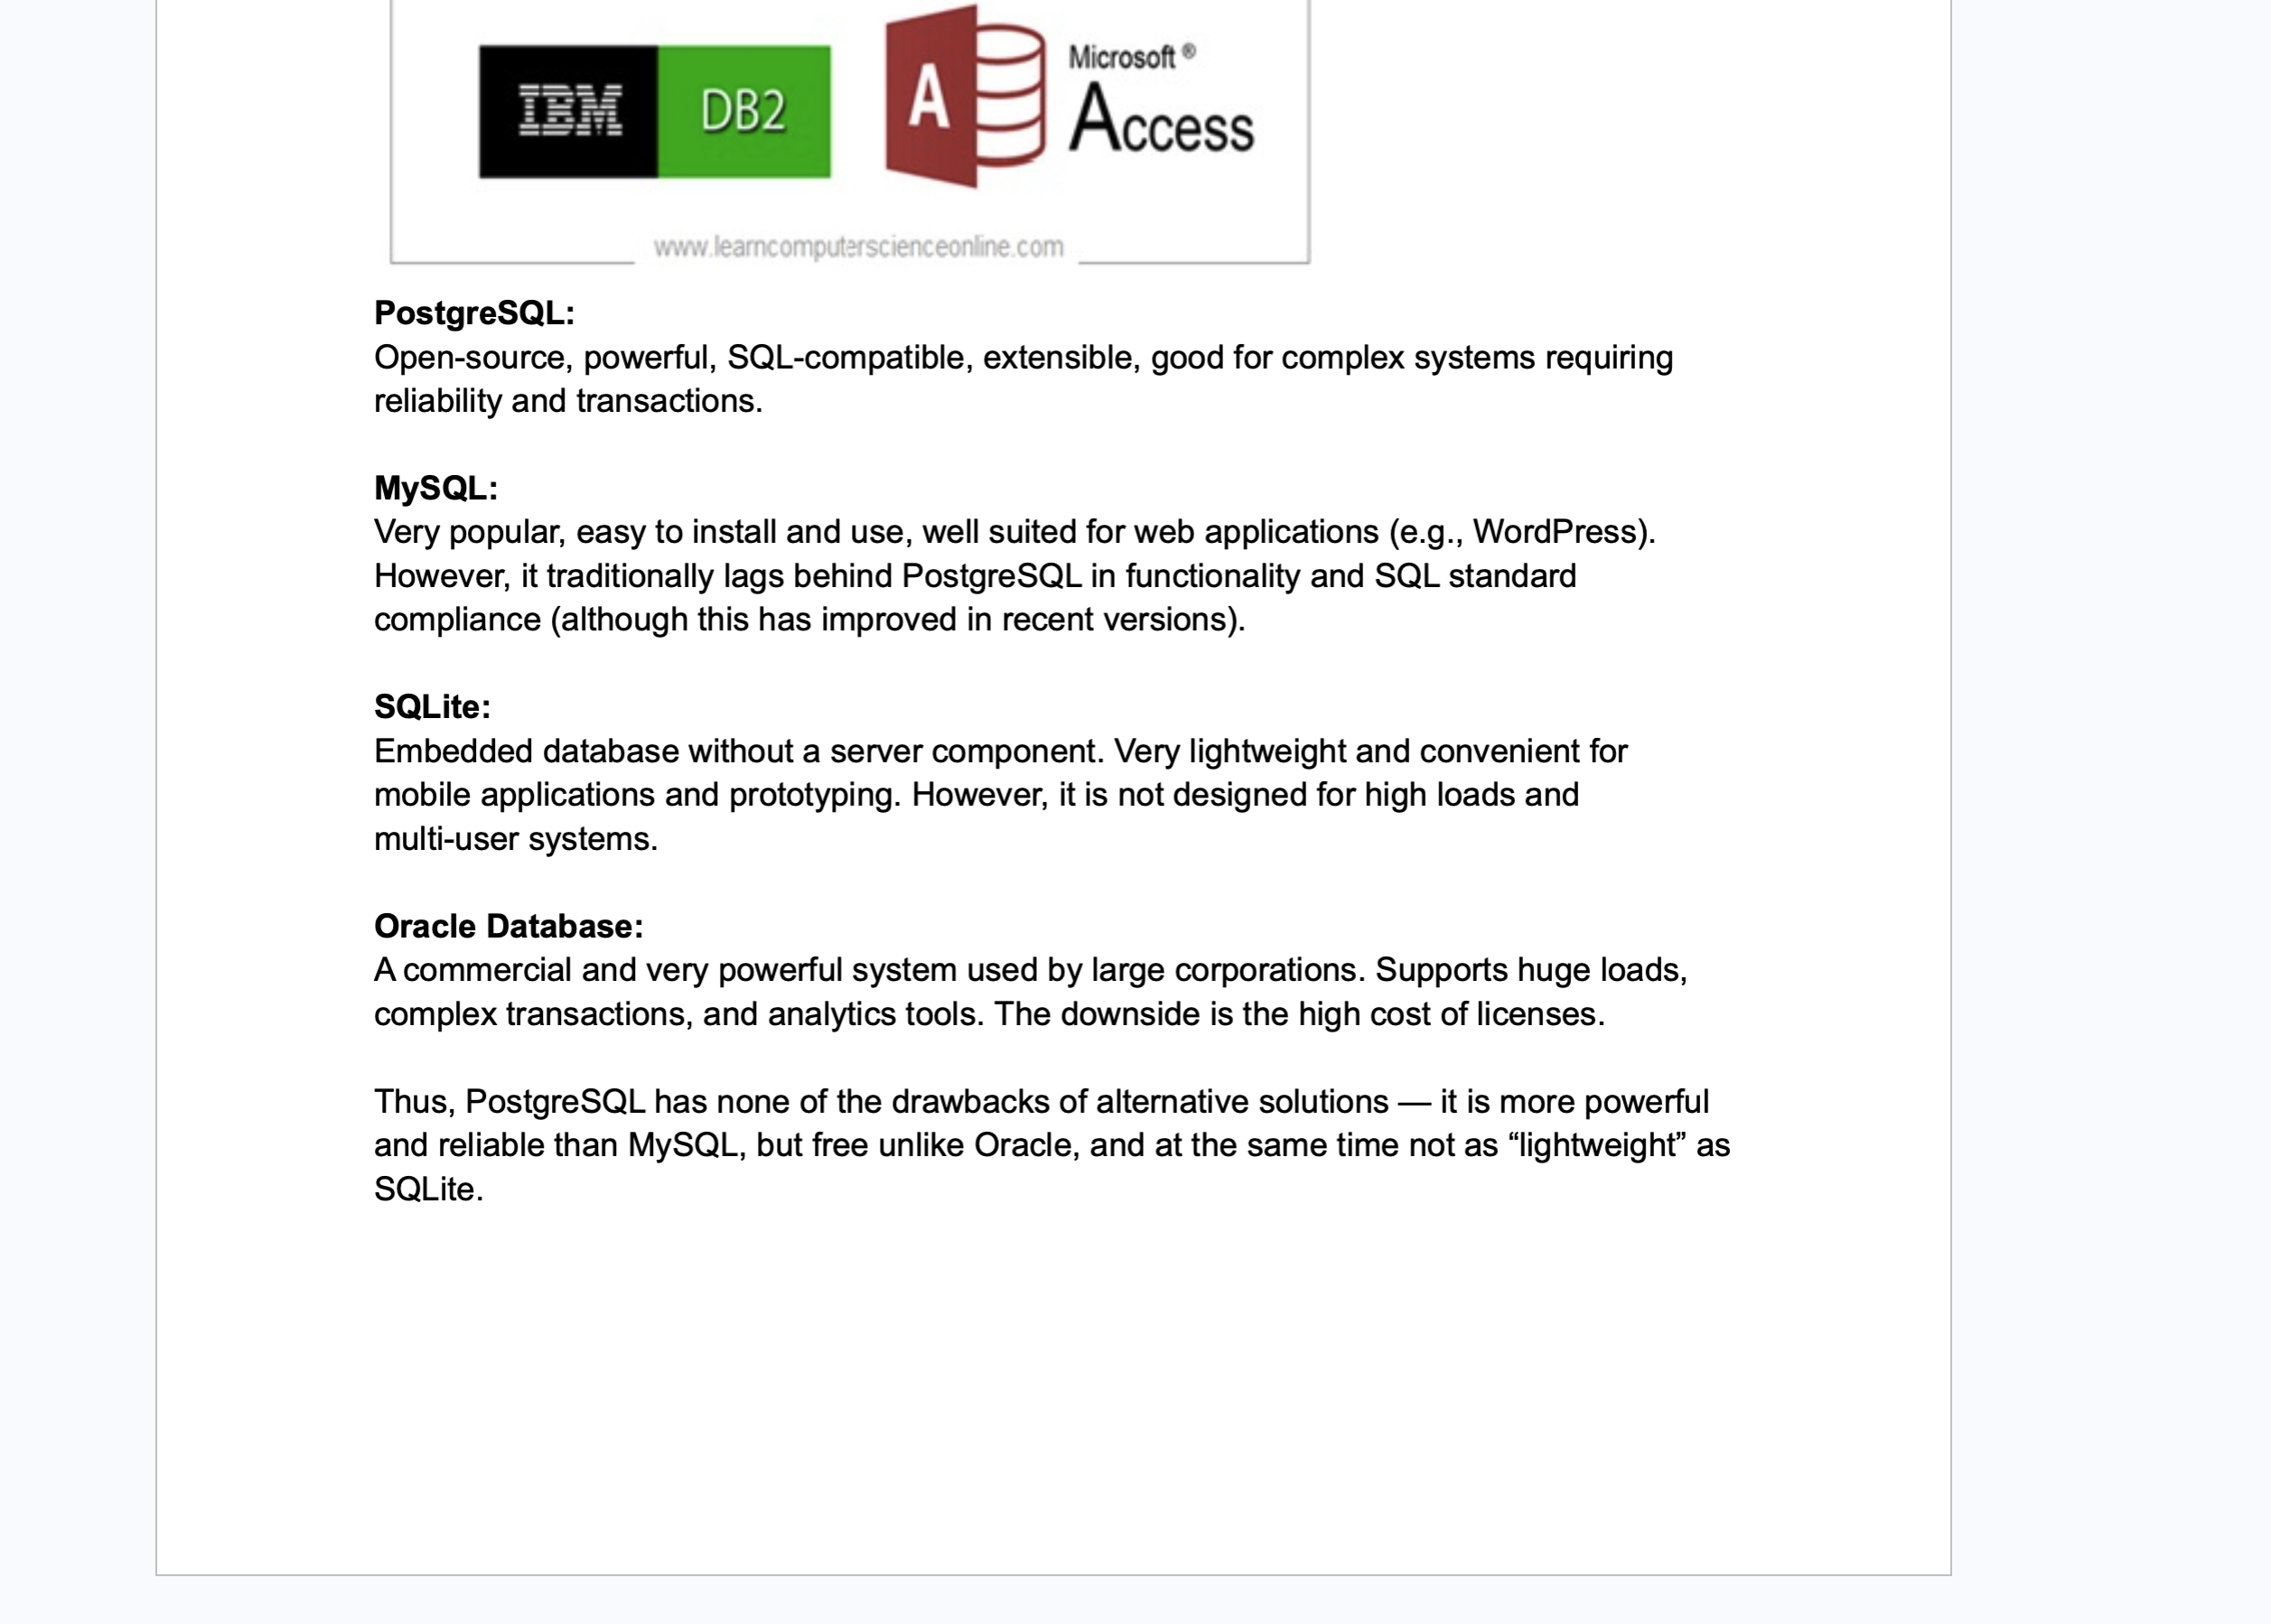 IBM DB2
Microsoft ®
Access
www.learncomputerscienceonline.com
PostgreSQL:
Open-source, powerful, SQL-compatible, extensible, good for complex systems requiring
reliability and transactions.
MySQL:
Very popular, easy to install and use, well suited for web applications (e.g., WordPress).
However, it traditionally lags behind PostgreSQL in functionality and SQL standard
compliance (although this has improved in recent versions).
SQLite:
Embedded database without a server component. Very lightweight and convenient for
mobile applications and prototyping. However, it is not designed for high loads and
multi-user systems.
Oracle Database:
A commercial and very powerful system used by large corporations. Supports huge loads,
complex transactions, and analytics tools. The downside is the high cost of licenses.
Thus, PostgreSQL has none of the drawbacks of alternative solutions — it is more powerful
and reliable than MySQL, but free unlike Oracle, and at the same time not as “lightweight” as
SQLite.